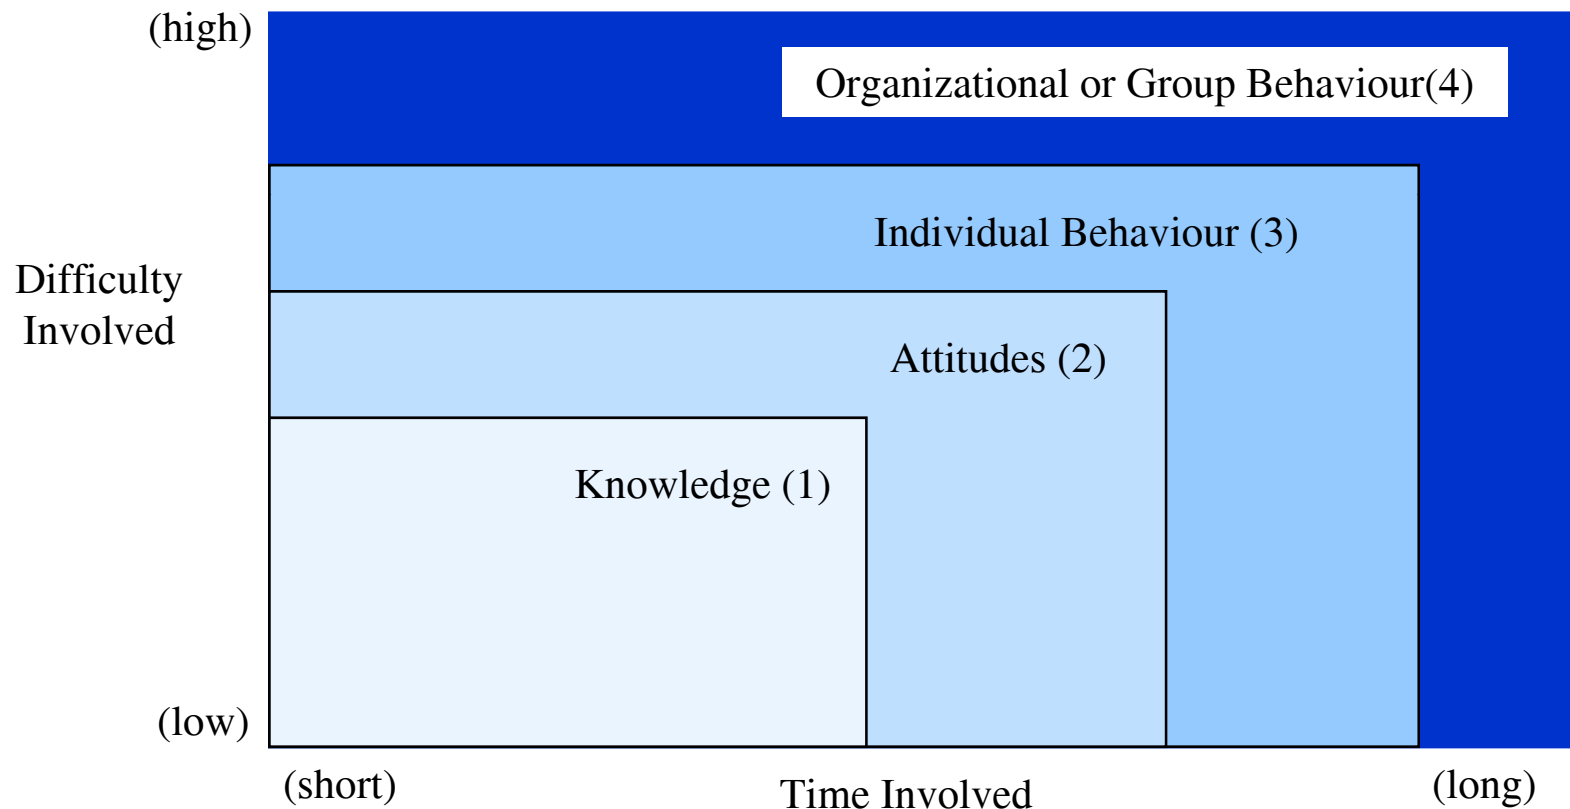 (high)
Organizational or Group Behaviour(4)
Individual Behaviour (3)
Difficulty
Involved
Attitudes (2)
Knowledge (1)
(low)
(short)
Time Involved
(long)